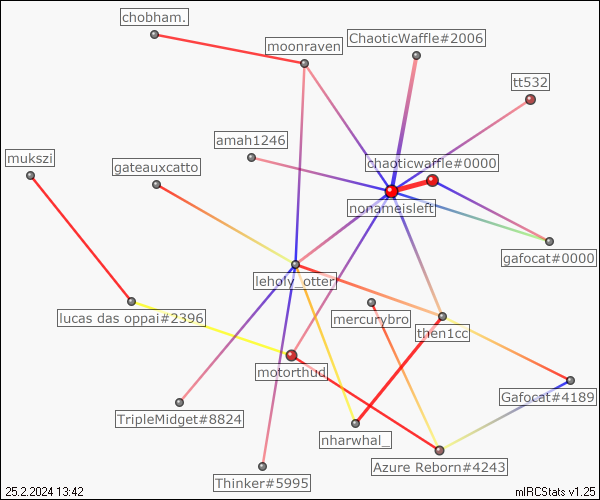 chobham.
ChaoticWaffle#2006
moonraven
tt532
amah1246
mukszi
gateauxcatto
chaoticwaffle#0000
nonameisleft
gafocat#0000
leholy_otter
lucas das oppai#2396
mercurybro
then1cc
motorthud
Gafocat#4189
TripleMidget#8824
nharwhal_
Azure Reborn#4243
Thinker#5995
25.2.2024 13:42
mIRCStats v1.25